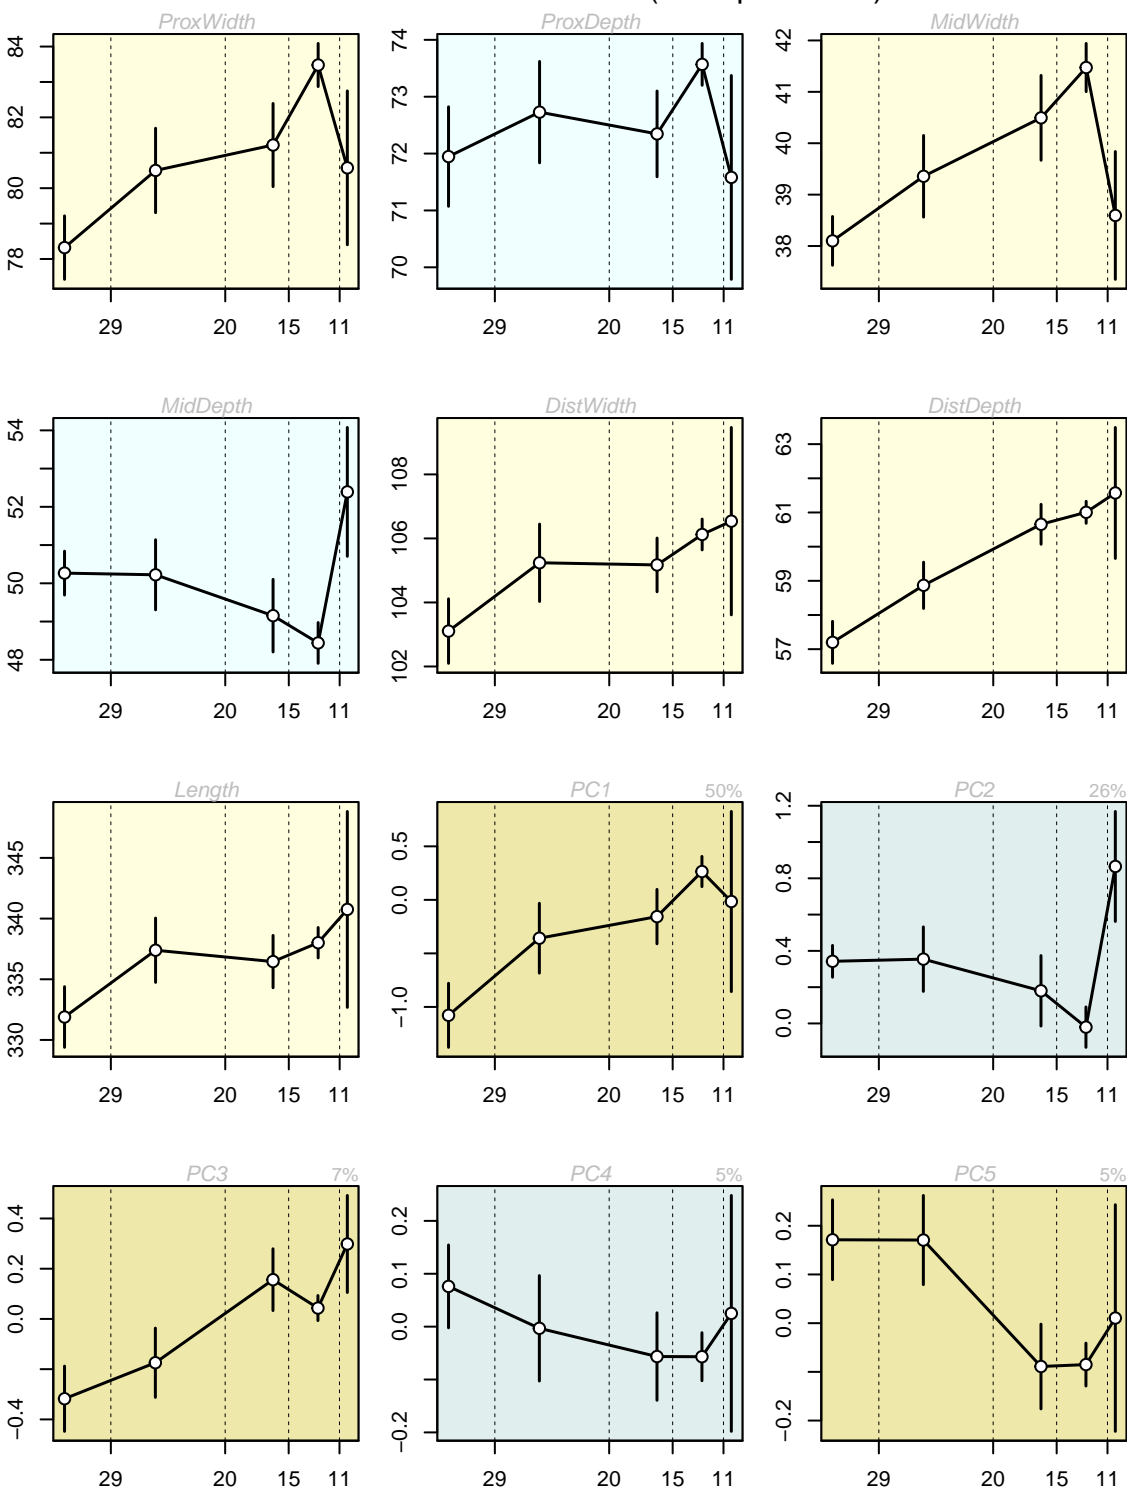 ProxWidth ProxDepth MidWidth
84 82 80 78
74 73 72 71 70
42 41 40 39 38
29 20 15 11 29 20 15 11 29 20 15 11
MidDepth DistWidth DistDepth
54 52 50 48
108 106 104 102
63 61 59 57
29 20 15 11 29 20 15 11 29 20 15 11
Length PC1 50% PC2 26%
345 340 335 330
0.5 0.0 −1.0
1.2 0.8 0.4 0.0
29 20 15 11 29 20 15 11 29 20 15 11
PC3 7% PC4 5% PC5 5%
0.4 0.2 0.0 −0.4
0.2 0.1 0.0 −0.2
0.2 0.1 0.0 −0.2
29 20 15 11 29 20 15 11 29 20 15 11